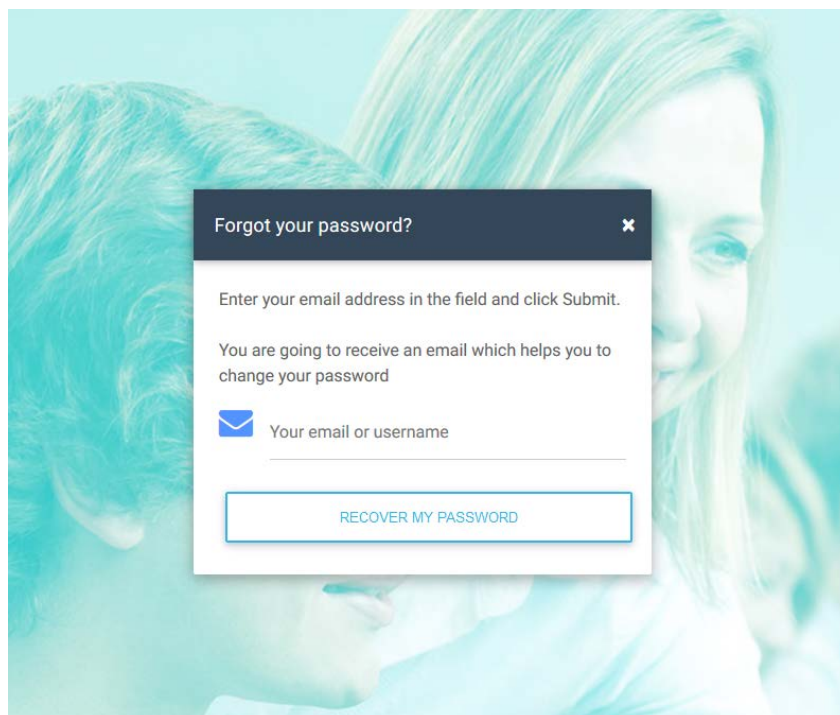 Forgot your password?
Enter your email address in the field and click Submit.
You are going to receive an email which helps you to
change your password
Your email or username
RECOVER MY PASSWORD